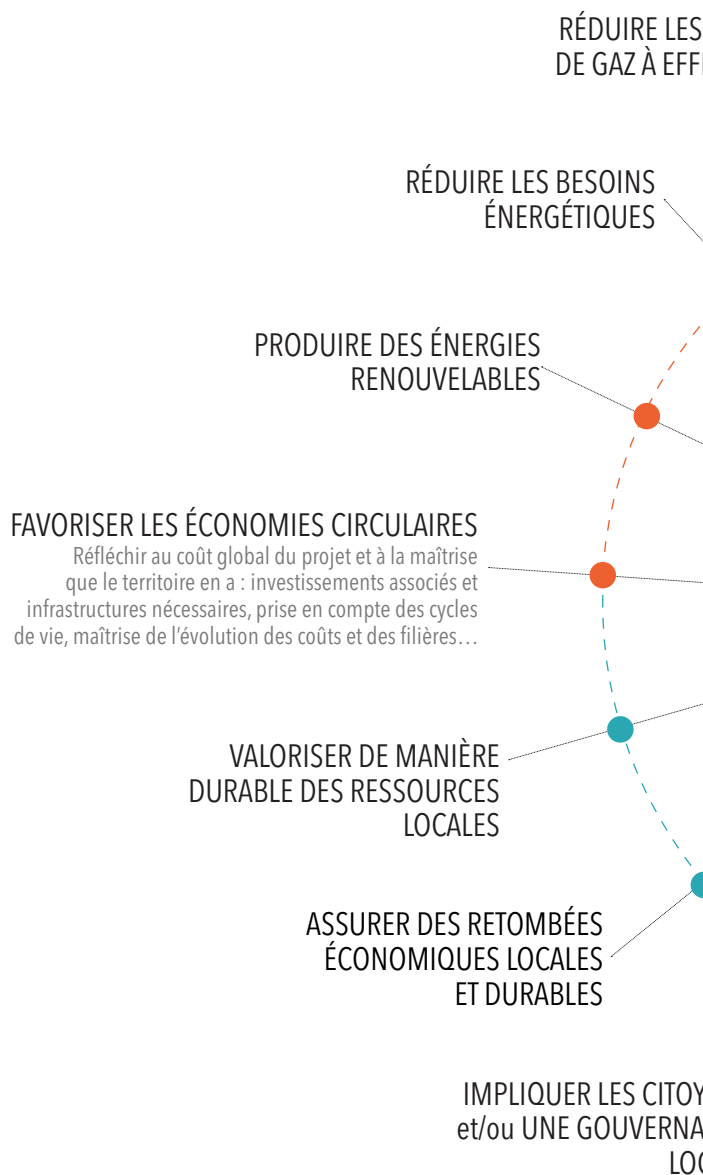 RÉDUIRE LES
DE GAZ À EFF
RÉDUIRE LES BESOINS
ÉNERGÉTIQUES
PRODUIRE DES ÉNERGIES
RENOUVELABLES
FAVORISER LES ÉCONOMIES CIRCULAIRES
Réfléchir au coût global du projet et à la maîtrise
que le territoire en a : investissements associés et
infrastructures nécessaires, prise en compte des cycles
de vie, maîtrise de l’évolution des coûts et des filières…
VALORISER DE MANIÈRE
DURABLE DES RESSOURCES
LOCALES
ASSURER DES RETOMBÉES
ÉCONOMIQUES LOCALES
ET DURABLES
IMPLIQUER LES CITOY
et/ou UNE GOUVERNA
LOC